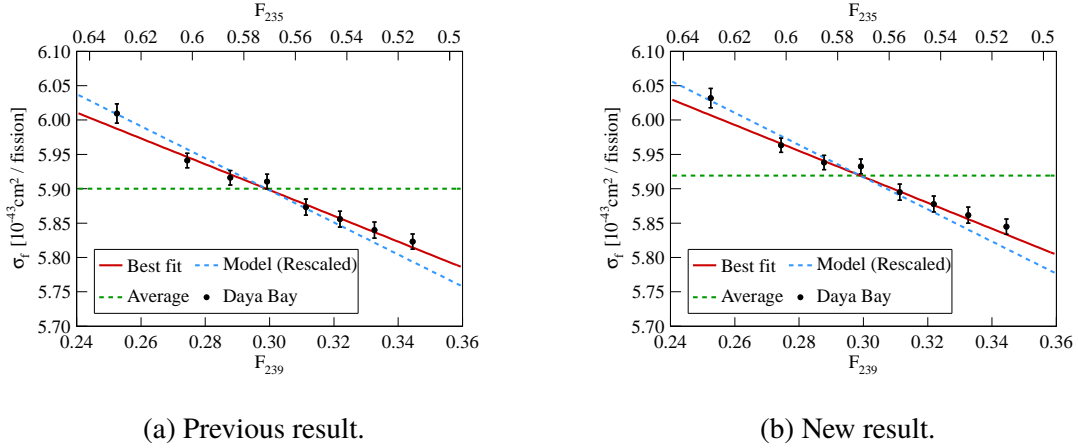 F235
0.64 0.62 0.6 0.58 0.56 0.54 0.52 0.5
6.10
6.05
6.00
5.95
5.90
5.85
5.80
5.75
5.70
σf [10-43cm2 / fission]
Best fit Model (Rescaled)
Average Daya Bay
0.24 0.26 0.28 0.30 0.32 0.34 0.36
F239
(a) Previous result.
F235
0.64 0.62 0.6 0.58 0.56 0.54 0.52 0.5
6.10
6.05
6.00
5.95
5.90
5.85
5.80
5.75
5.70
σf [10-43cm2 / fission]
Best fit Model (Rescaled)
Average Daya Bay
0.24 0.26 0.28 0.30 0.32 0.34 0.36
F239
(b) New result.